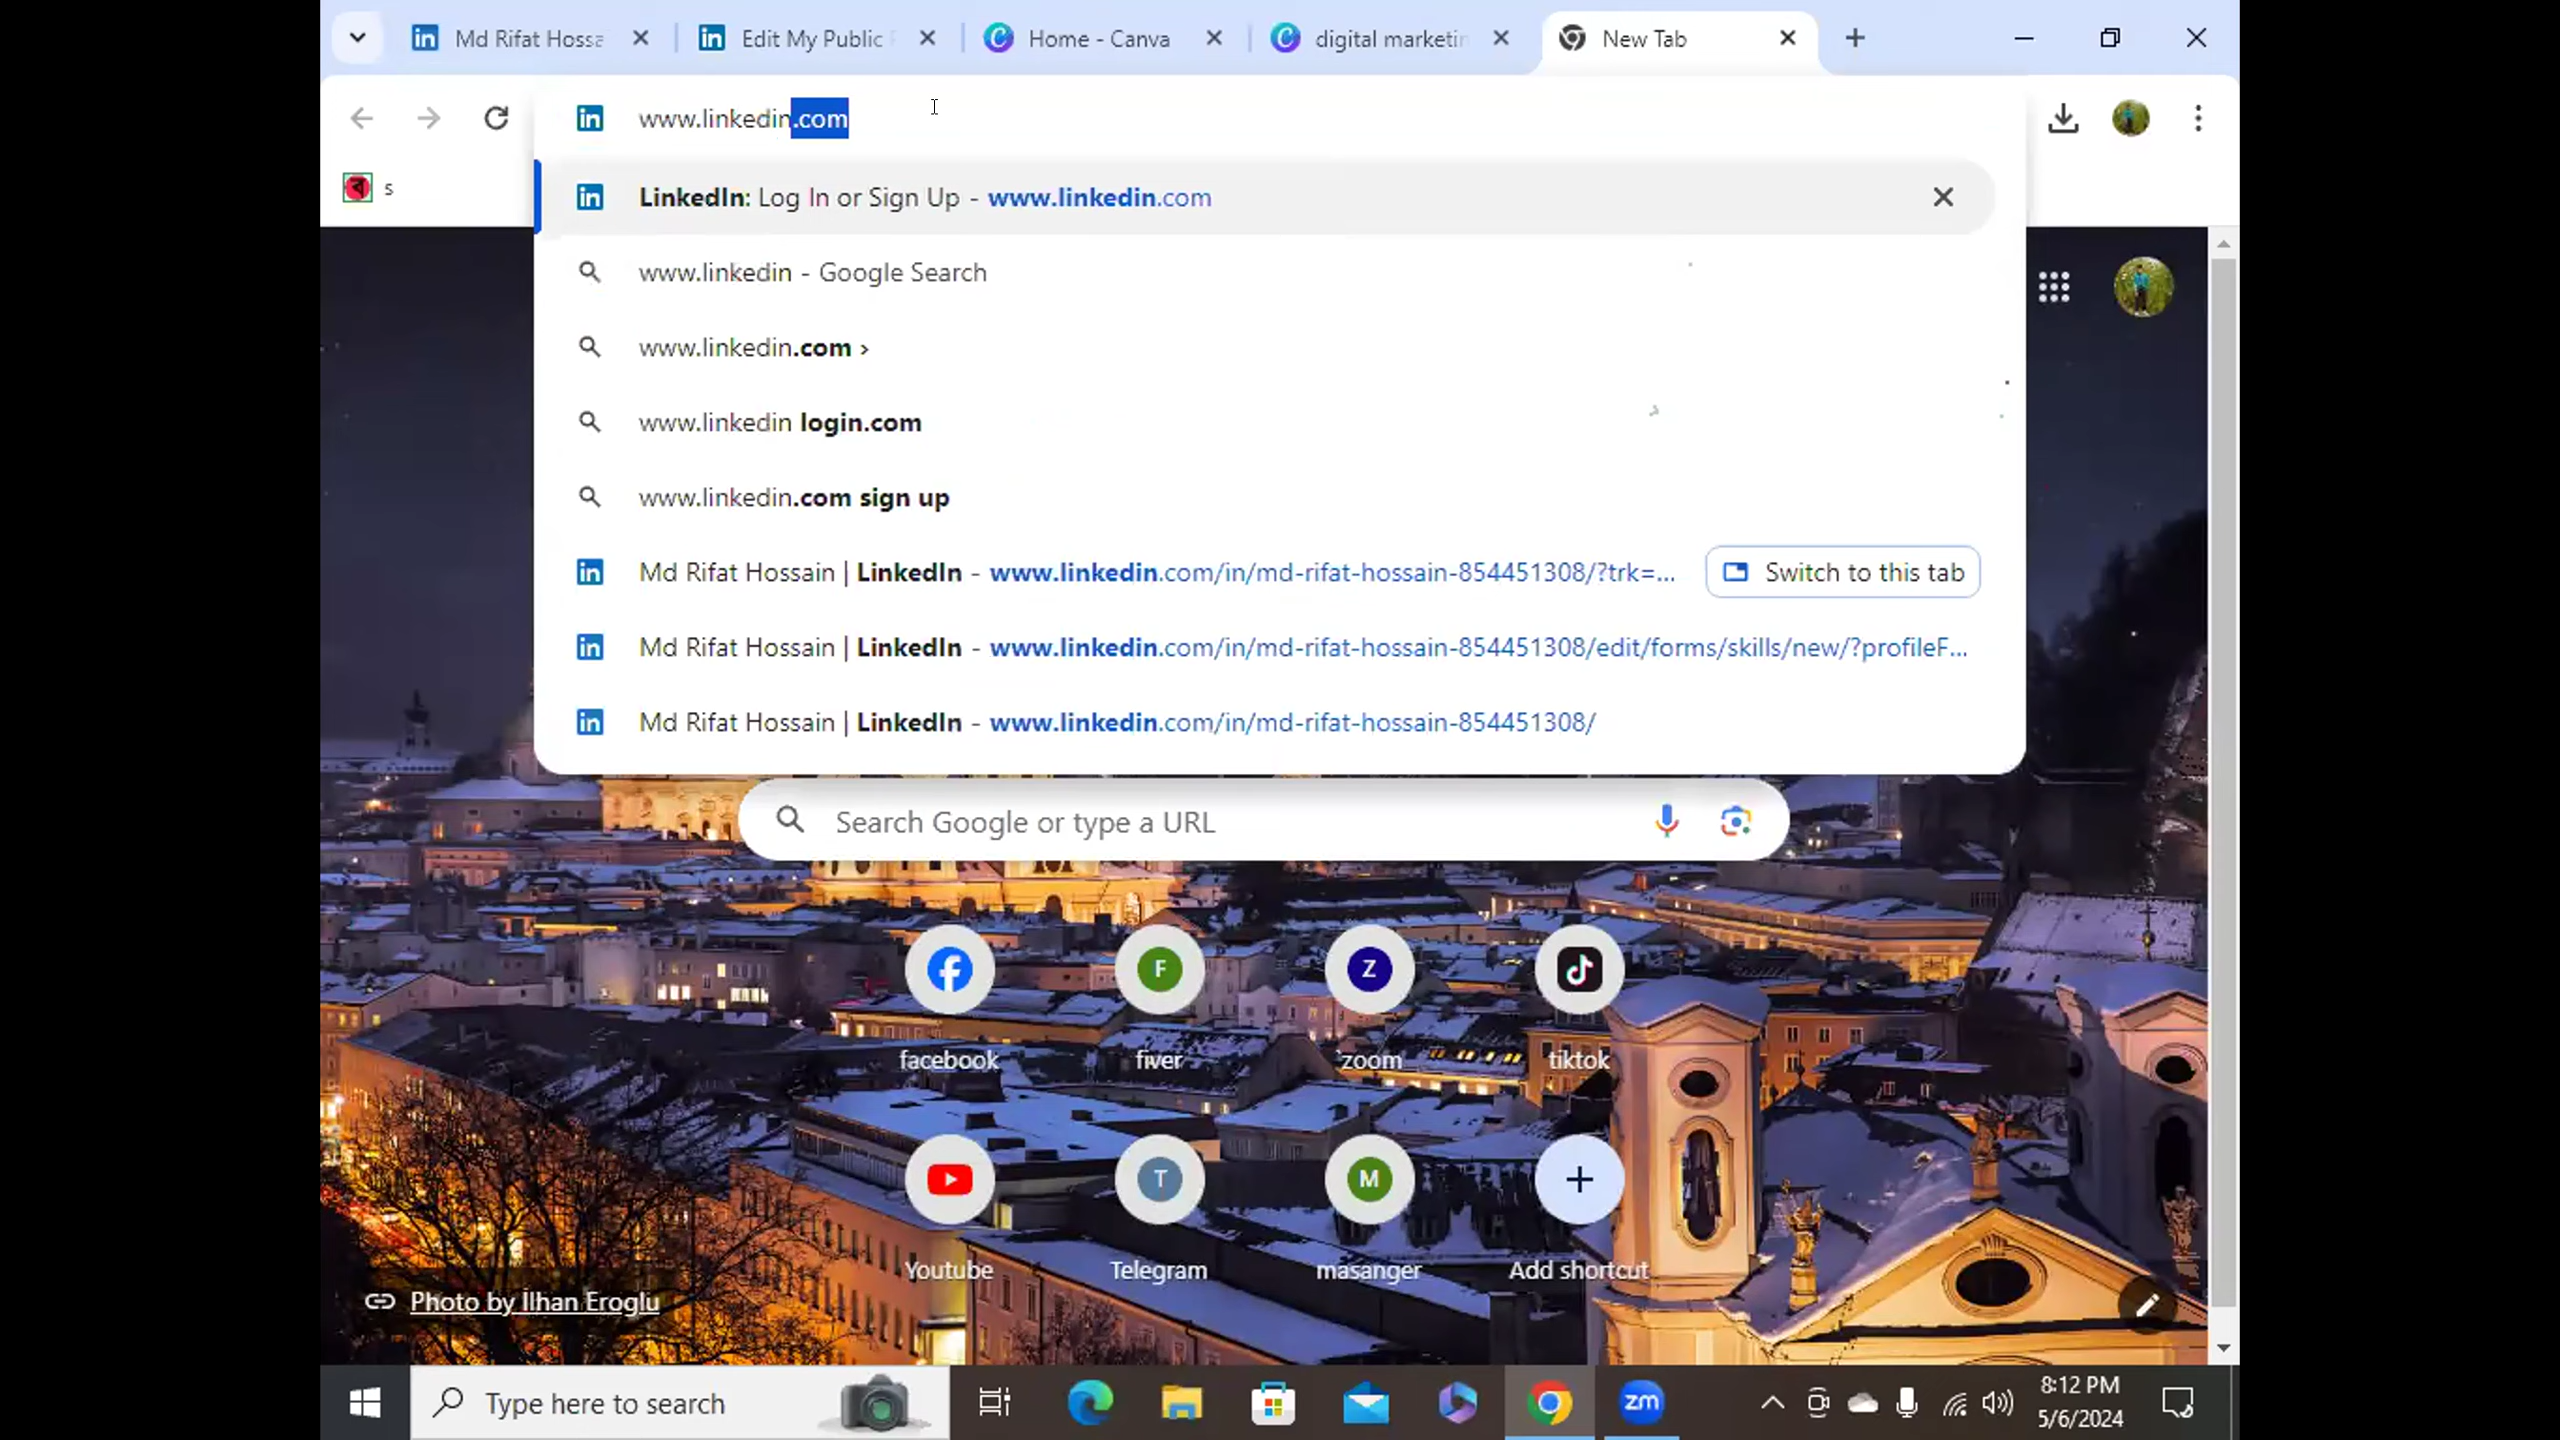 Md Rifat Hossa
Edit My Public
Home - Canva
digital marketin
New Tab
www.linkedin.com
s
LinkedIn: Log In or Sign Up - www.linkedin.com
www.linkedin - Google Search
www.linkedin.com ›
www.linkedin login.com
www.linkedin.com sign up
Md Rifat Hossain | LinkedIn - www.linkedin.com/in/md-rifat-hossain-854451308/?trk=...
Switch to this tab
Md Rifat Hossain | LinkedIn - www.linkedin.com/in/md-rifat-hossain-854451308/edit/forms/skills/new/?profileF...
Md Rifat Hossain | LinkedIn - www.linkedin.com/in/md-rifat-hossain-854451308/
Search Google or type a URL
F
Z
facebook
fiver
zoom
tiktok
T
M
Youtube
Telegram
masanger
Add shortcut
Photo by İlhan Eroglu
Type here to search
zm
8:12 PM
5/6/2024